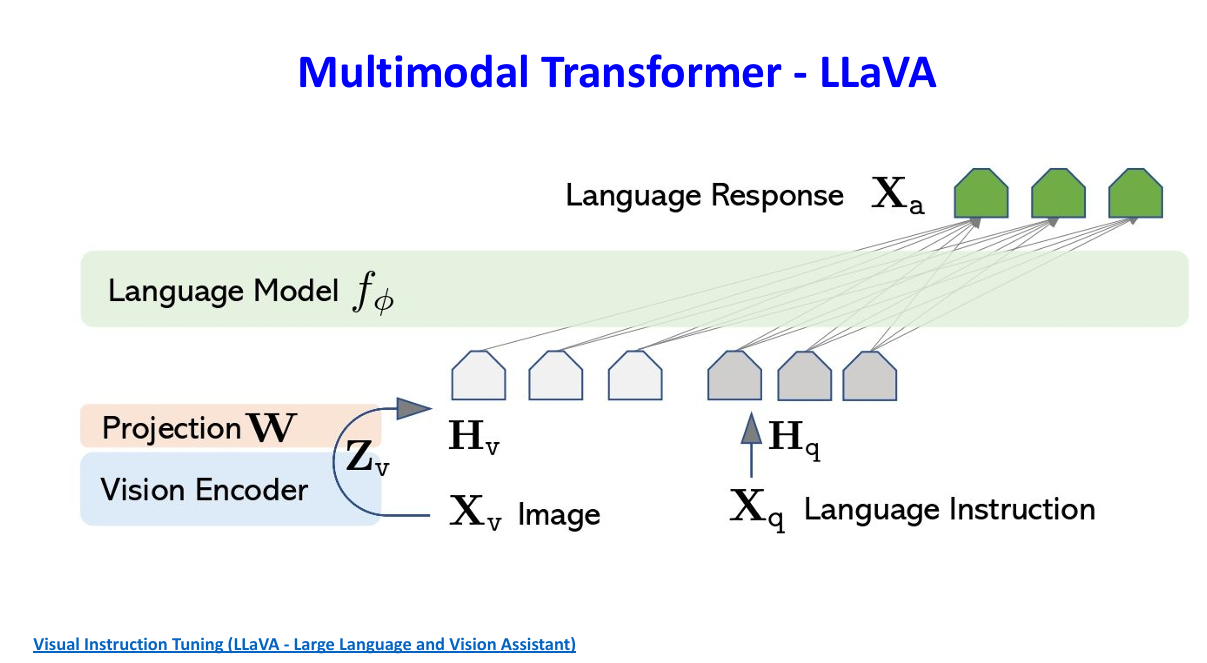 Multimodal Transformer - LLaVA
Language Response Xa
Language Model fϕ
Projection W
Zv
Vision Encoder
Hv
Hq
Xv Image
Xq Language Instruction
Visual Instruction Tuning (LLaVA - Large Language and Vision Assistant)